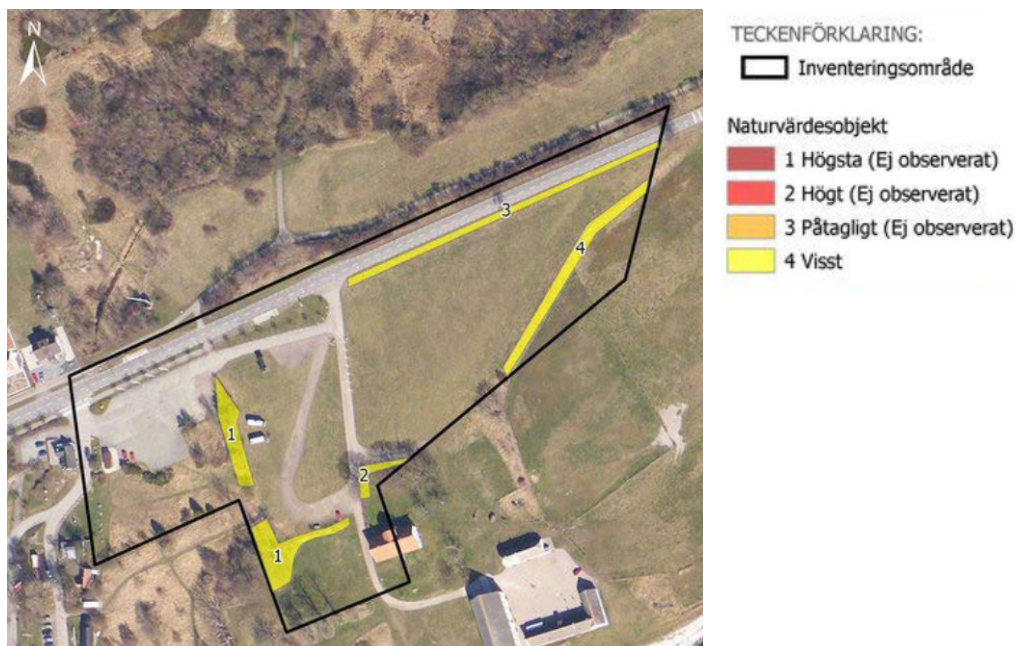 N
TECKENFÖRKLARING:
Inventeringsområde
Naturvärdesobjekt
1 Högsta (Ej observerat)
2 Högt (Ej observerat)
3 Påtagligt (Ej observerat)
4 Visst
3
4
1
2
1